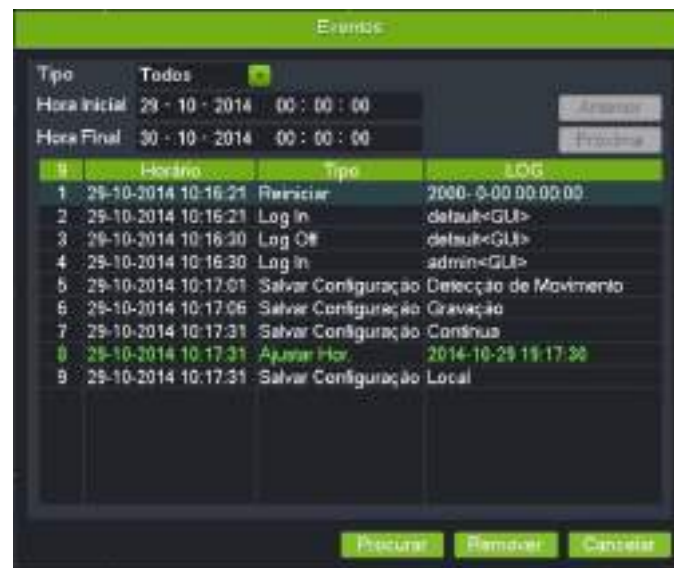 Eventos
Tipo Todos
Hora Inicial 29 - 10 - 2014 00 : 00 : 00
Anterior
Hora Final 30 - 10 - 2014 00 : 00 : 00
Próxima
9 Horário Tipo LOG
1 29-10-2014 10:16:21 Reiniciar 2000- 0-00 00:00:00
2 29-10-2014 10:16:21 Log In default<GUI>
3 29-10-2014 10:16:30 Log Off default<GUI>
4 29-10-2014 10:16:30 Log In admin<GUI>
5 29-10-2014 10:17:01 Salvar Configuração Detecção de Movimento
6 29-10-2014 10:17:06 Salvar Configuração Gravação
7 29-10-2014 10:17:31 Salvar Configuração Contínua
8 29-10-2014 10:17:31 Ajustar Hor. 2014-10-29
9 29-10-2014 10:17:31 Salvar Configuração Local
Procurar Remover Cancelar